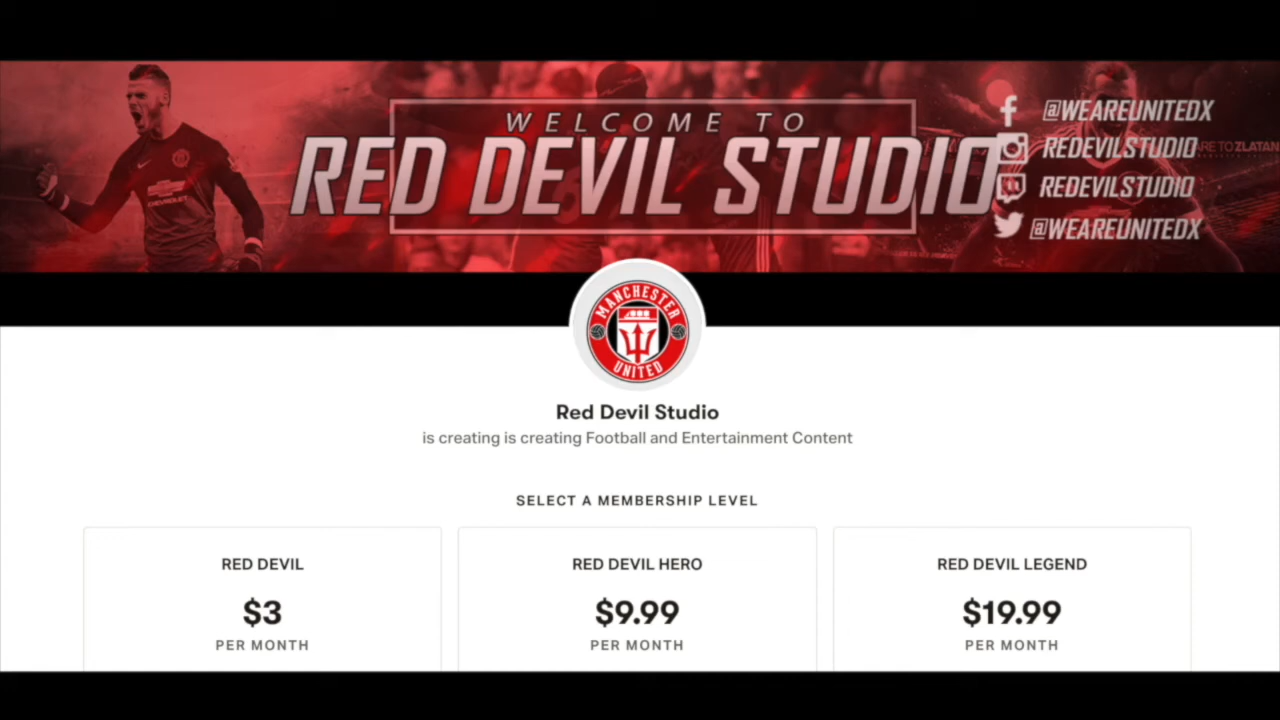 WELCOME TO
RED DEVIL STUDIO
@WEAREUNITEDX
REDEVILSTUDIO
REDEVILSTUDIO
@WEAREUNITEDX
ZLATAN
CHEVROLET
MANCHESTER
UNITED
Red Devil Studio
is creating is creating Football and Entertainment Content
SELECT A MEMBERSHIP LEVEL
RED DEVIL
$3
PER MONTH
RED DEVIL HERO
$9.99
PER MONTH
RED DEVIL LEGEND
$19.99
PER MONTH